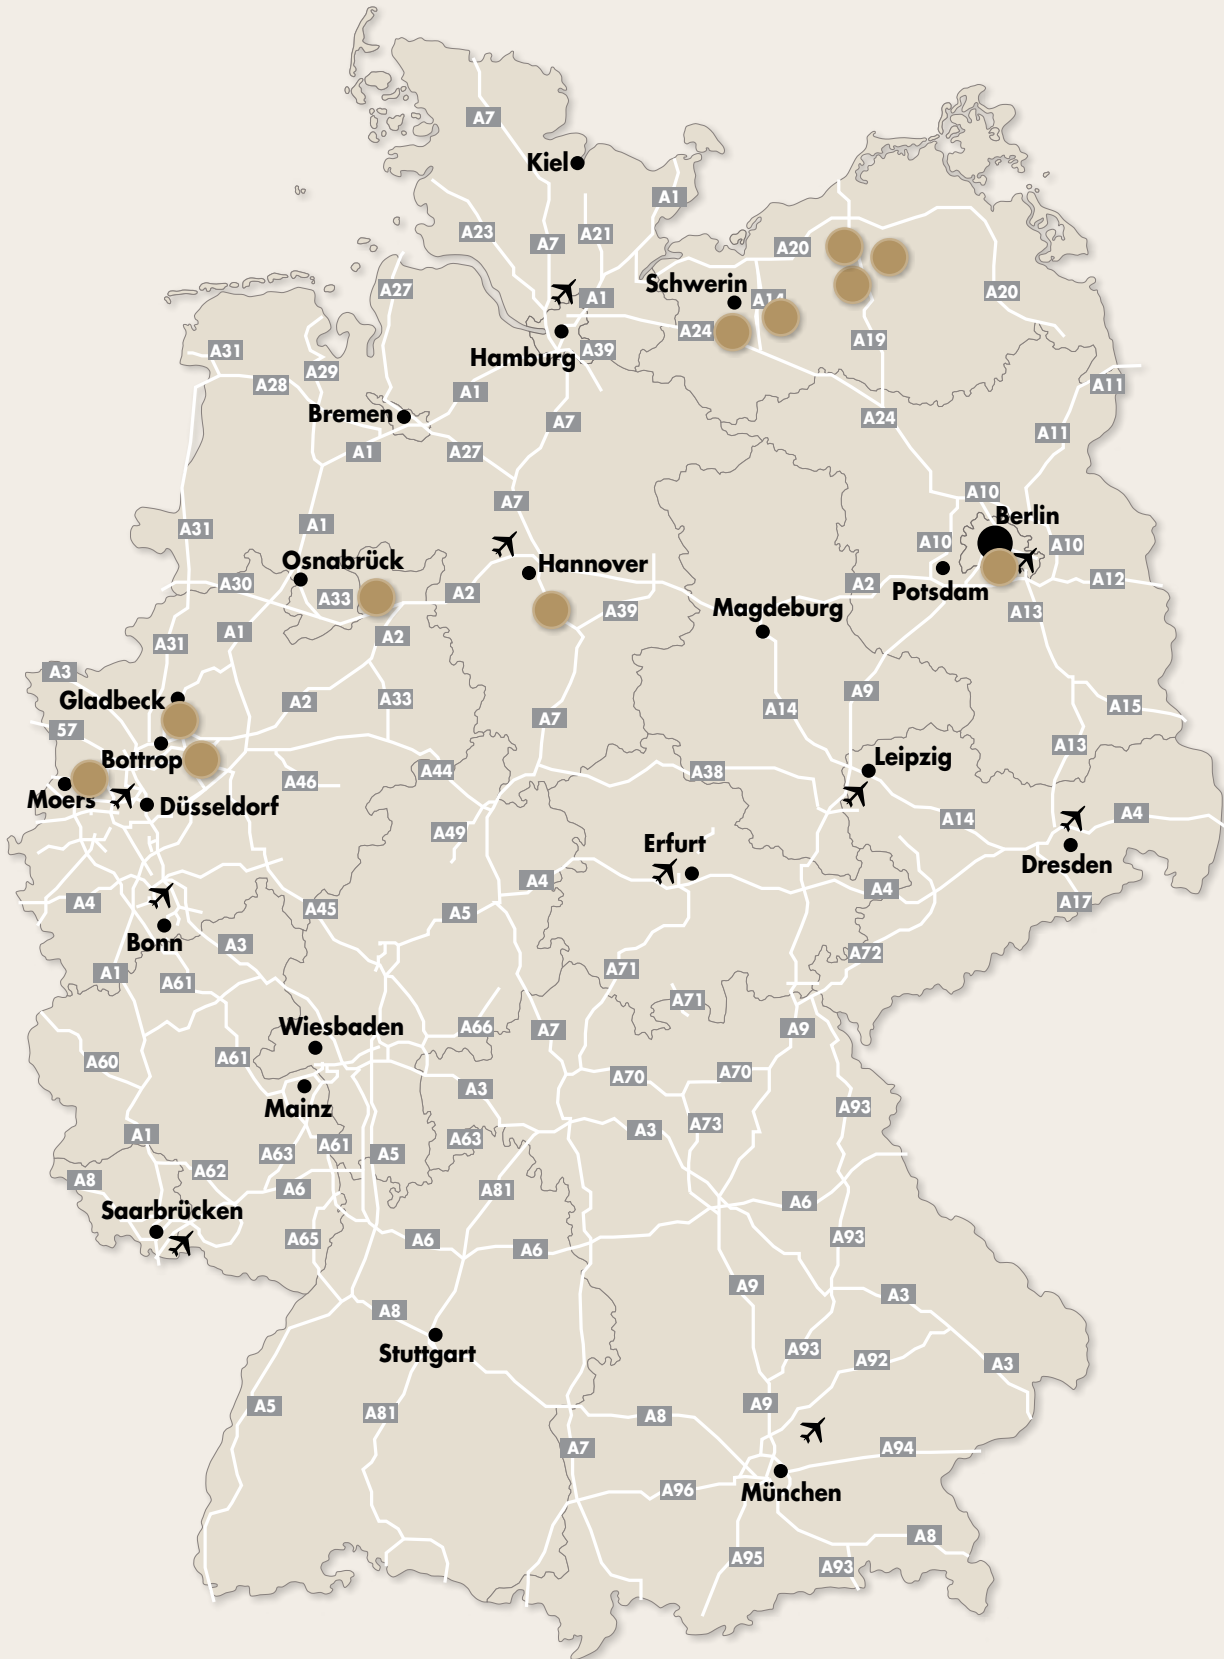 A7
Kiel
A1
A23
A21
A7
A20
Schwerin
A27
A1
A14
A20
A24
A19
A31
Hamburg
A39
A29
A28
A11
A1
Bremen
A7
A24
A11
A1
A27
A10
A7
Berlin
A31
A1
A10
A10
Osnabrück
Hannover
A30
A33
A2
A2
Potsdam
A12
A39
Magdeburg
A13
A31
A1
A2
A3
Gladbeck
A2
A33
A9
57
A7
A14
A15
A13
Bottrop
Leipzig
A44
A38
A46
Moers
Düsseldorf
A14
A4
A49
Erfurt
Dresden
A4
A4
A4
A45
A17
A5
Bonn
A3
A72
A1
A61
A71
A71
Wiesbaden
A66
A7
A9
A60
A61
A70
A70
A3
Mainz
A93
A73
A1
A3
A63
A61
A63
A5
A62
A8
A6
A81
A6
Saarbrücken
A65
A6
A6
A93
A9
A3
A8
A93
Stuttgart
A92
A3
A5
A81
A9
A8
A7
A94
A96
München
A8
A95
A93